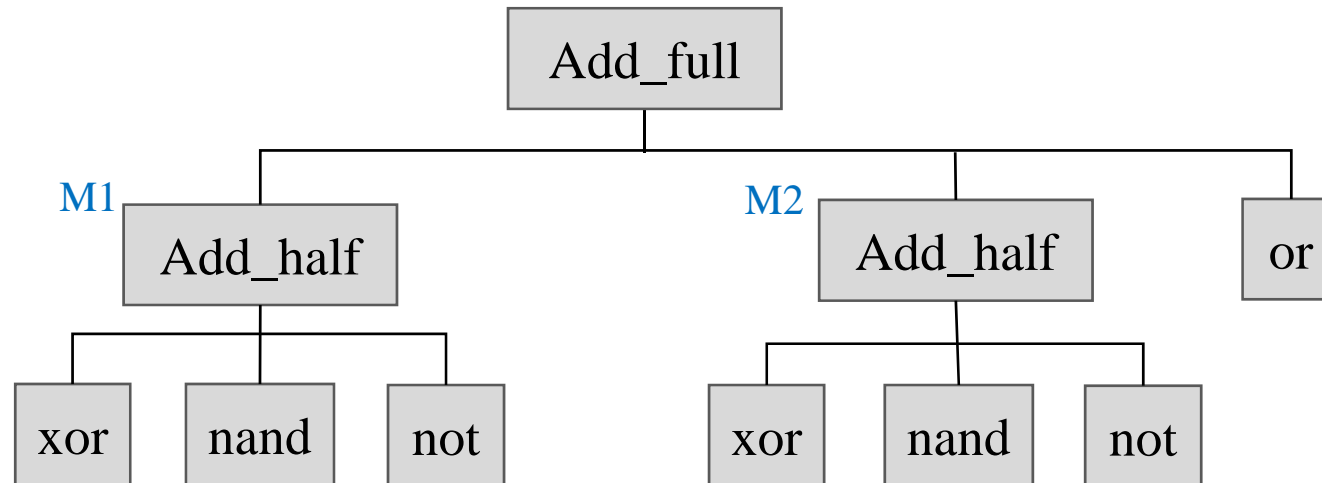 Add_full
M1
M2
Add_half
Add_half
or
xor
nand
not
xor
nand
not